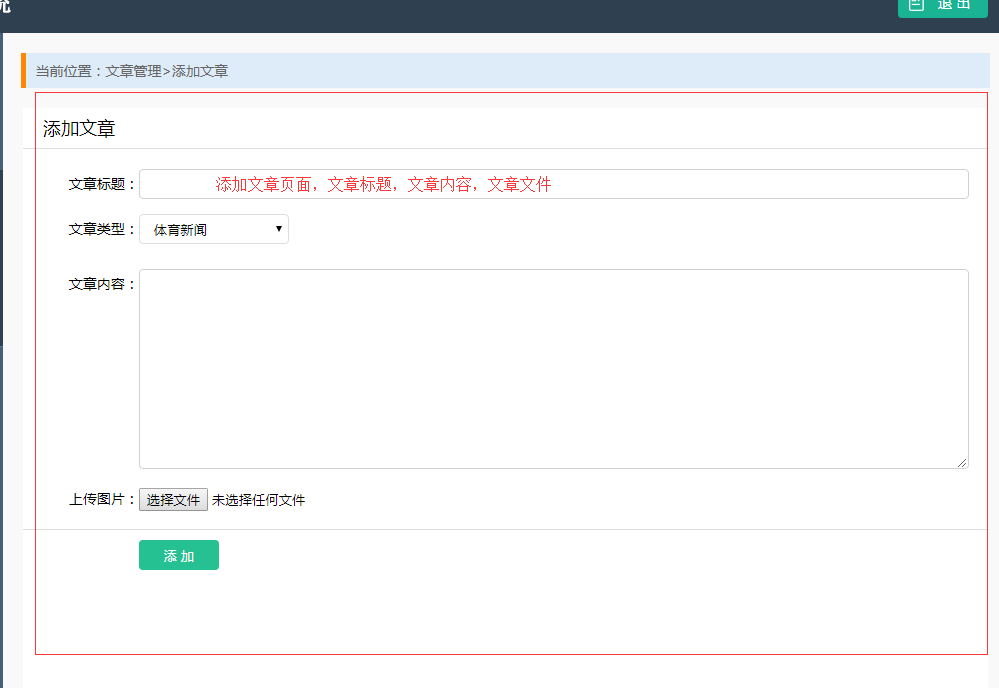 退 出
当前位置：文章管理>添加文章
添加文章
文章标题： 添加文章页面，文章标题，文章内容，文章文件
文章类型： 体育新闻
文章内容：
上传图片： 选择文件 未选择任何文件
添 加